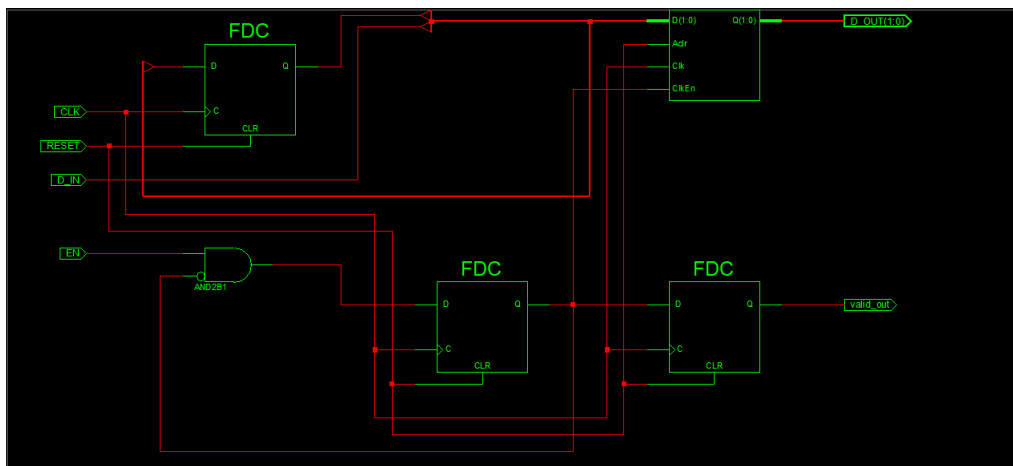 FDC
D
Q
C
CLR
CLK
RESET
D_IN
EN
AND2B1
D(1:0)
Q(1:0)
Aclr
Clk
ClkEn
D_OUT(1:0)
FDC
D
Q
C
CLR
FDC
D
Q
C
CLR
valid_out